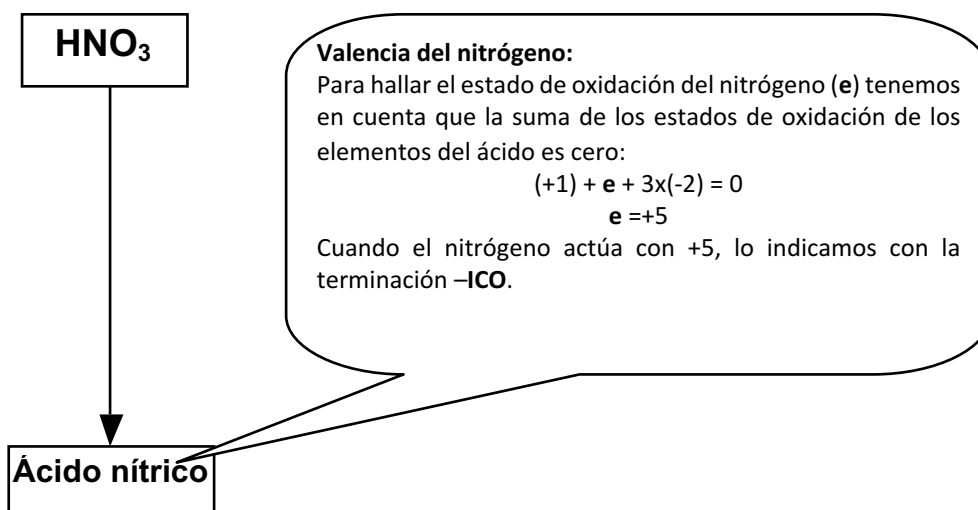 HNO₃
Valencia del nitrógeno:
Para hallar el estado de oxidación del nitrógeno (e) tenemos
en cuenta que la suma de los estados de oxidación de los
elementos del ácido es cero:
(+1) + e + 3x(-2) = 0
e =+5
Cuando el nitrógeno actúa con +5, lo indicamos con la
terminación –ICO.
Ácido nítrico